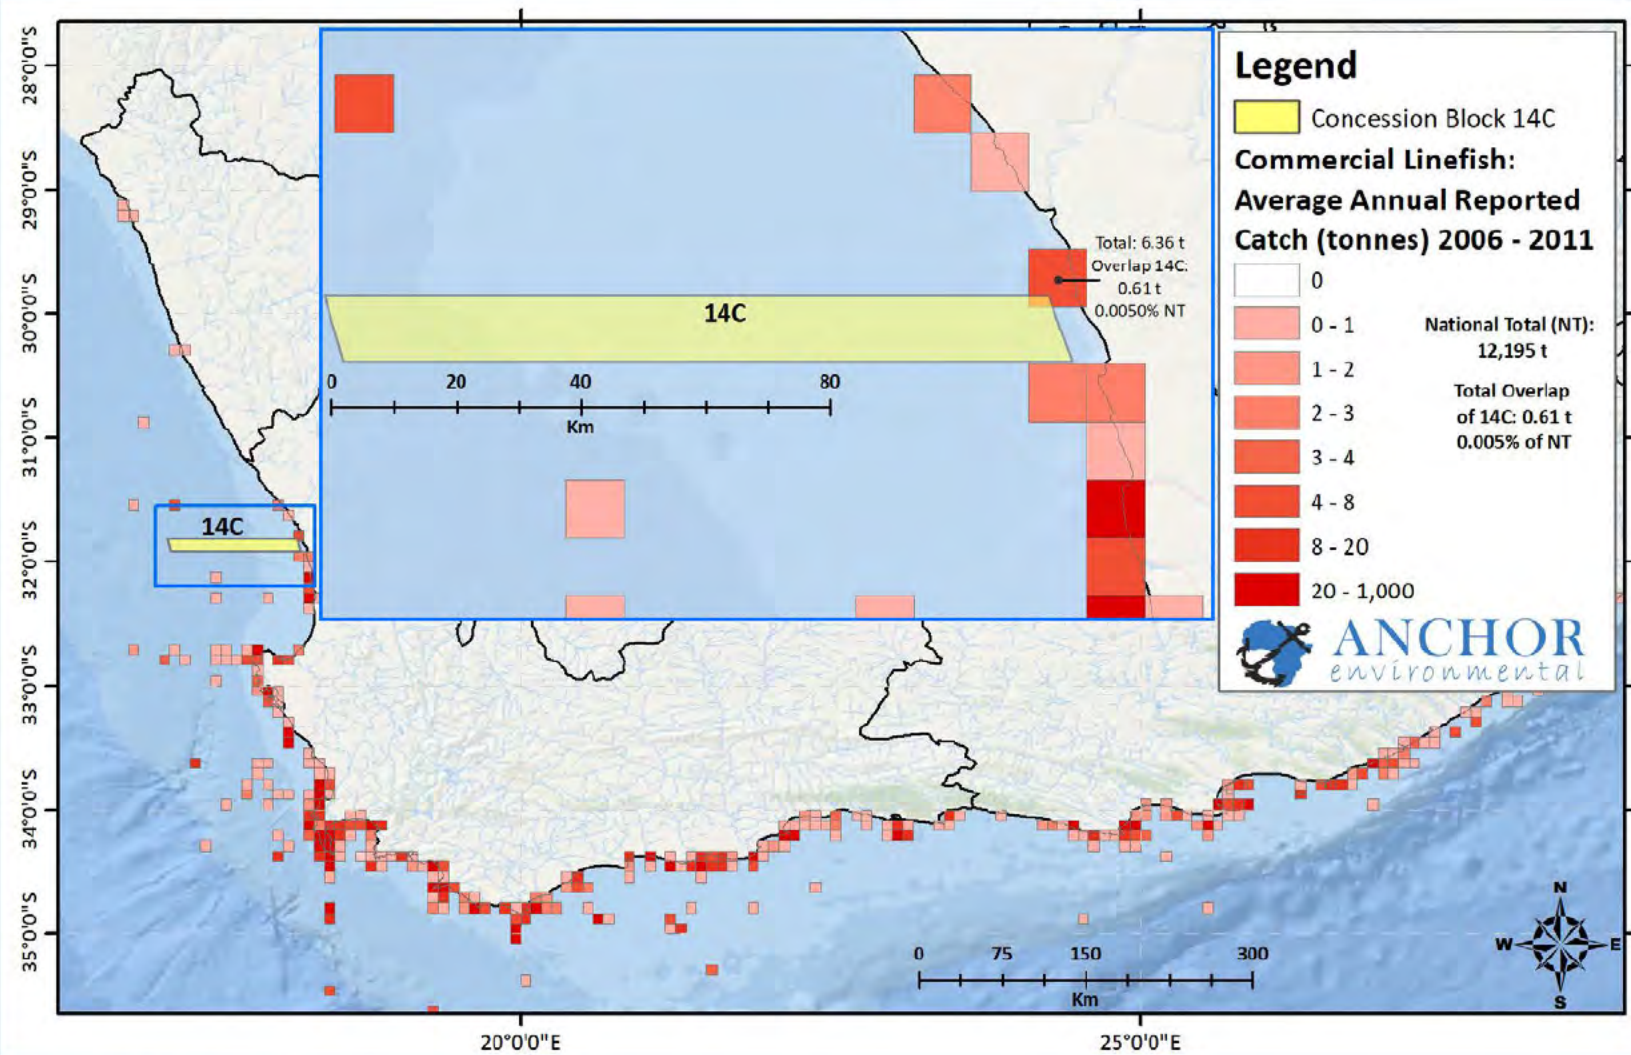 28°0'0"S
29°0'0"S
30°0'0"S
31°0'0"S
32°0'0"S
33°0'0"S
34°0'0"S
35°0'0"S
20°0'0"E
25°0'0"E
14C
Total: 6.36 t
Overlap 14C:
0.61 t
0.0050% NT
14C
0 20 40 80
Km
Legend
Concession Block 14C
Commercial Linefish:
Average Annual Reported
Catch (tonnes) 2006 - 2011
0
0 - 1
1 - 2
2 - 3
3 - 4
4 - 8
8 - 20
20 - 1,000
National Total (NT):
12,195 t
Total Overlap
of 14C: 0.61 t
0.005% of NT
ANCHOR
environmental
N
W E
S
0 75 150 300
Km